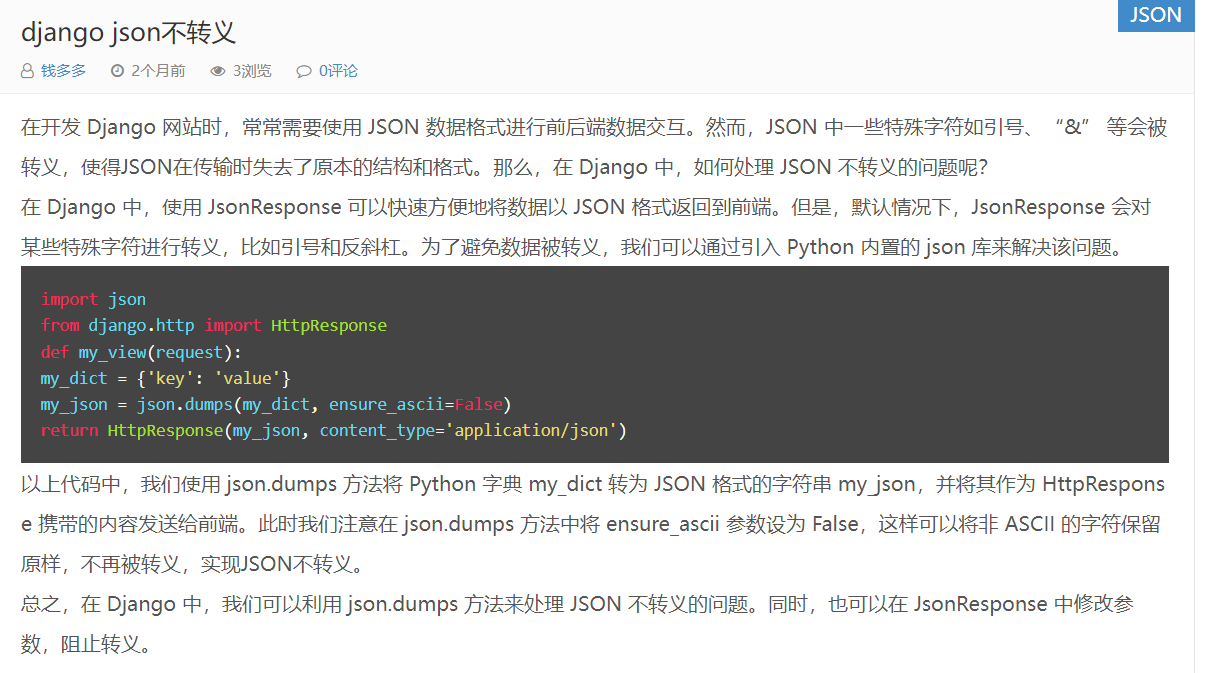 django json不转义
JSON
钱多多 2个月前 3浏览 0评论
在开发 Django 网站时，常常需要使用 JSON 数据格式进行前后端数据交互。然而，JSON 中一些特殊字符如引号、“&” 等会被
转义，使得JSON在传输时失去了原本的结构和格式。那么，在 Django 中，如何处理 JSON 不转义的问题呢？
在 Django 中，使用 JsonResponse 可以快速方便地将数据以 JSON 格式返回到前端。但是，默认情况下，JsonResponse 会对
某些特殊字符进行转义，比如引号和反斜杠。为了避免数据被转义，我们可以通过引入 Python 内置的 json 库来解决该问题。
import json
from django.http import HttpResponse
def my_view(request):
my_dict = {'key': 'value'}
my_json = json.dumps(my_dict, ensure_ascii=False)
return HttpResponse(my_json, content_type='application/json')
以上代码中，我们使用 json.dumps 方法将 Python 字典 my_dict 转为 JSON 格式的字符串 my_json，并将其作为 HttpRespons
e 携带的内容发送给前端。此时我们注意在 json.dumps 方法中将 ensure_ascii 参数设为 False，这样可以将非 ASCII 的字符保留
原样，不再被转义，实现JSON不转义。
总之，在 Django 中，我们可以利用 json.dumps 方法来处理 JSON 不转义的问题。同时，也可以在 JsonResponse 中修改参
数，阻止转义。